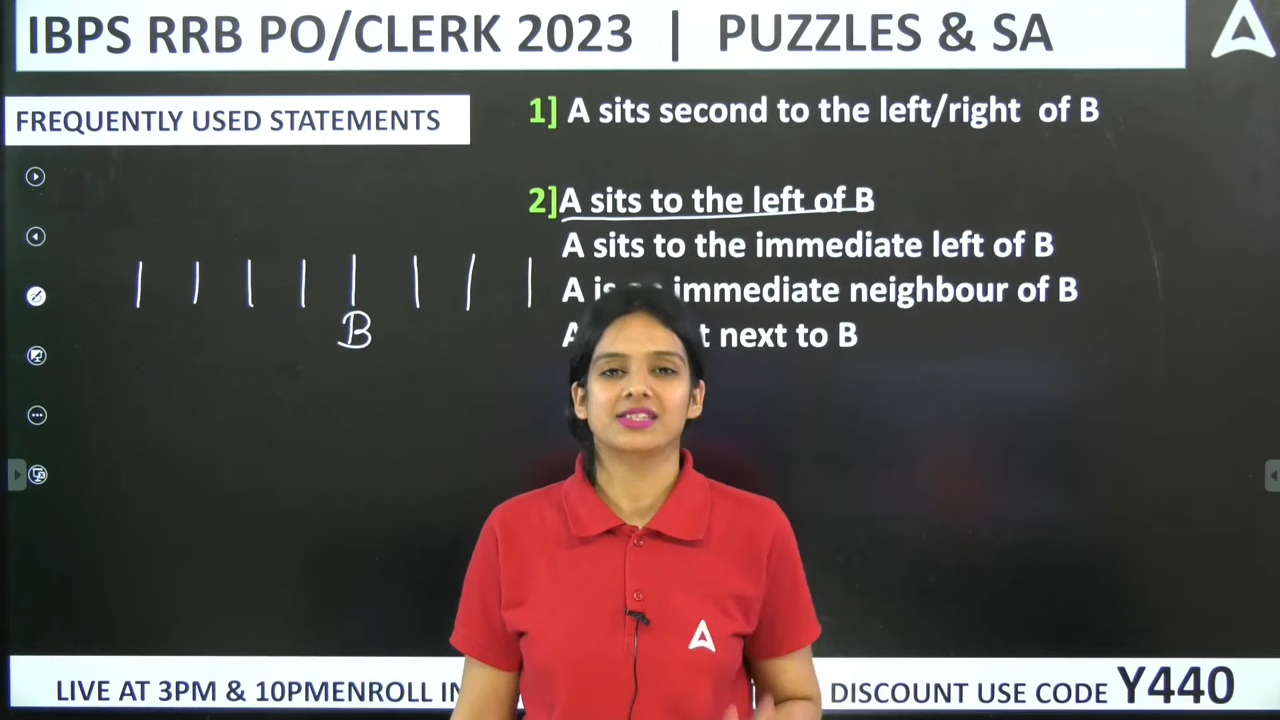 IBPS RRB PO/CLERK 2023 | PUZZLES & SA
FREQUENTLY USED STATEMENTS
1] A sits second to the left/right of B
2]A sits to the left of B
A sits to the immediate left of B
A is immediate neighbour of B
A next to B
B
LIVE AT 3PM & 10PMENROLL IN
DISCOUNT USE CODE Y440